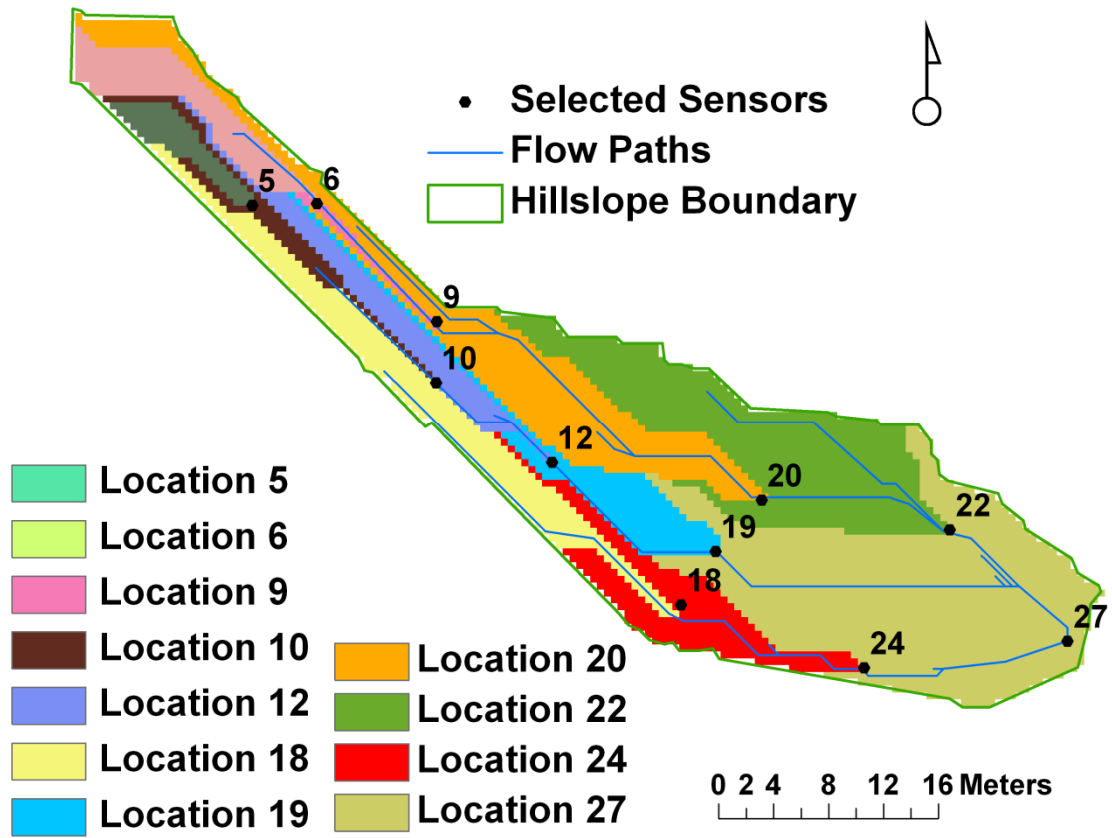 Selected Sensors
Flow Paths
Hillslope Boundary
5
6
9
10
12
20
19
22
18
27
24
Location 5
Location 6
Location 9
Location 10
Location 12
Location 18
Location 19
Location 20
Location 22
Location 24
Location 27
0 2 4 8 12 16 Meters